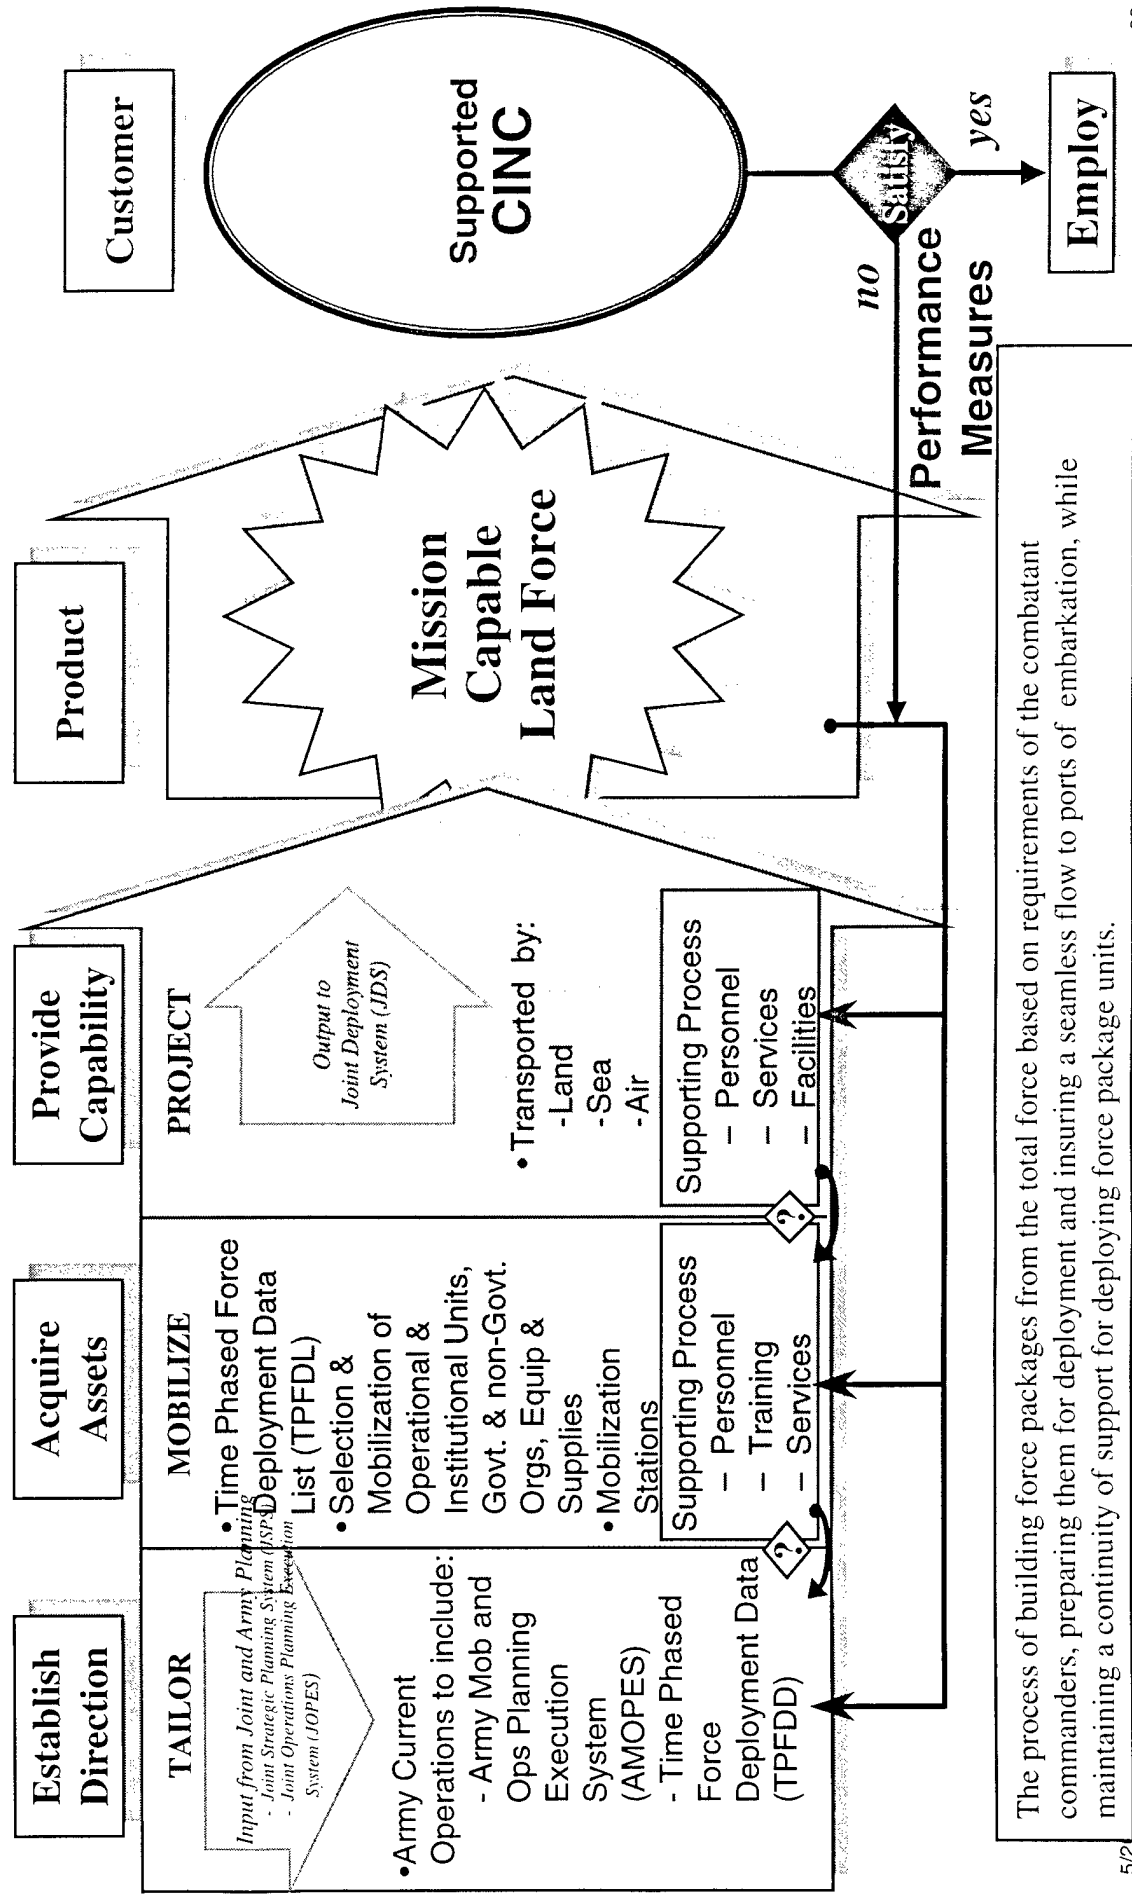 Establish
Direction
Acquire
Assets
Provide
Capability
Product
Customer
TAILOR
Input from Joint and Army Planning
- Joint Strategic Planning System (JSPS)
- Joint Operations Planning Execution
System (JOPES)
•Army Current
Operations to include:
- Army Mob and
Ops Planning
Execution
System
(AMOPES)
- Time Phased
Force
Deployment Data
(TPFDD)
?
MOBILIZE
•Time Phased Force
Deployment Data
List (TPFDL)
•Selection &
Mobilization of
Operational &
Institutional Units,
Govt. & non-Govt.
Orgs, Equip &
Supplies
•Mobilization
Stations
Supporting Process
– Personnel
– Training
– Services
?
PROJECT
Output to
Joint Deployment
System (JDS)
•Transported by:
-Land
-Sea
-Air
Supporting Process
– Personnel
– Services
– Facilities
Mission
Capable
Land Force
Supported
CINC
Satisfy
no
yes
Performance
Measures
Employ
The process of building force packages from the total force based on requirements of the combatant
commanders, preparing them for deployment and insuring a seamless flow to ports of embarkation, while
maintaining a continuity of support for deploying force package units.